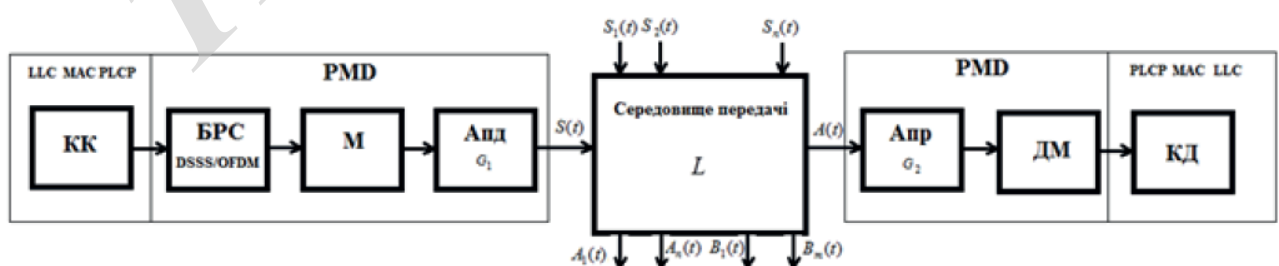 S₁(t) S₂(t) Sₙ(t)
LLC MAC PLCP PMD
PMD PLCP MAC LLC
Середовище передачі
КК
БРС
DSSS/OFDM
М
Апд
G₁
S(t)
L
A(t)
Апр
G₂
ДМ
КД
A₁(t) Aₙ(t) B₁(t) Bₘ(t)